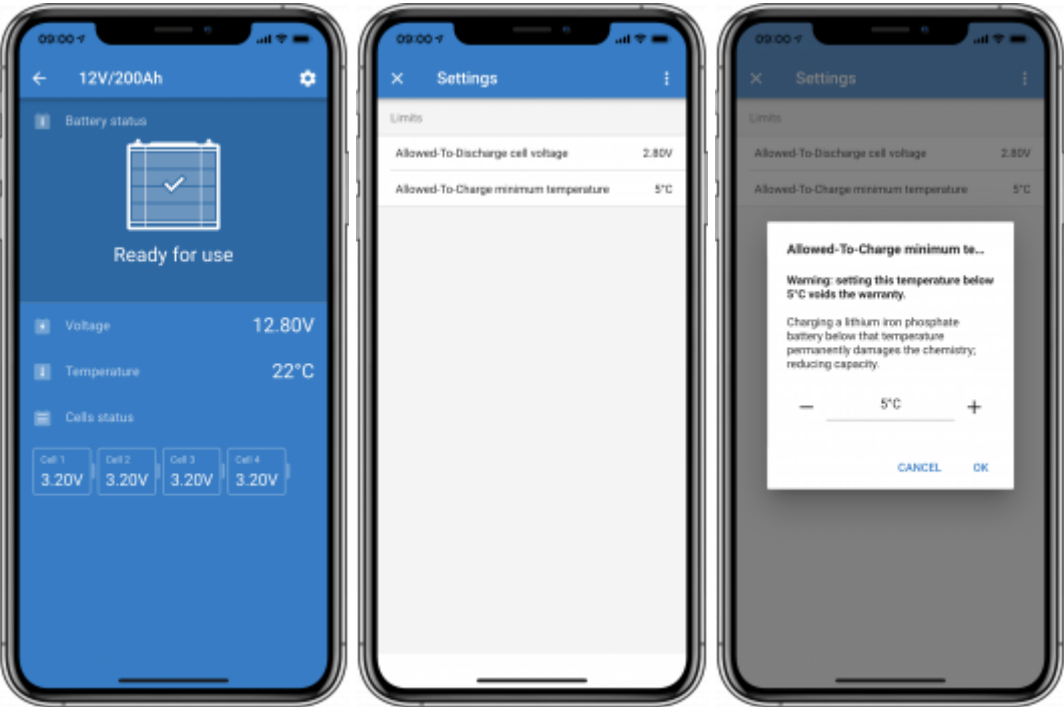 09:00
12V/200Ah
Battery status
Ready for use
Voltage 12.80V
Temperature 22°C
Cells status
Cell 1 Cell 2 Cell 3 Cell 4
3.20V 3.20V 3.20V 3.20V
09:00
Settings
Limits
Allowed-To-Discharge cell voltage 2.80V
Allowed-To-Charge minimum temperature 5°C
09:00
Settings
Limits
Allowed-To-Discharge cell voltage 2.80V
Allowed-To-Charge minimum temperature 5°C
Allowed-To-Charge minimum te...
Warning: setting this temperature below
5°C voids the warranty.
Charging a lithium iron phosphate
battery below that temperature
permanently damages the chemistry;
reducing capacity.
5°C
CANCEL OK